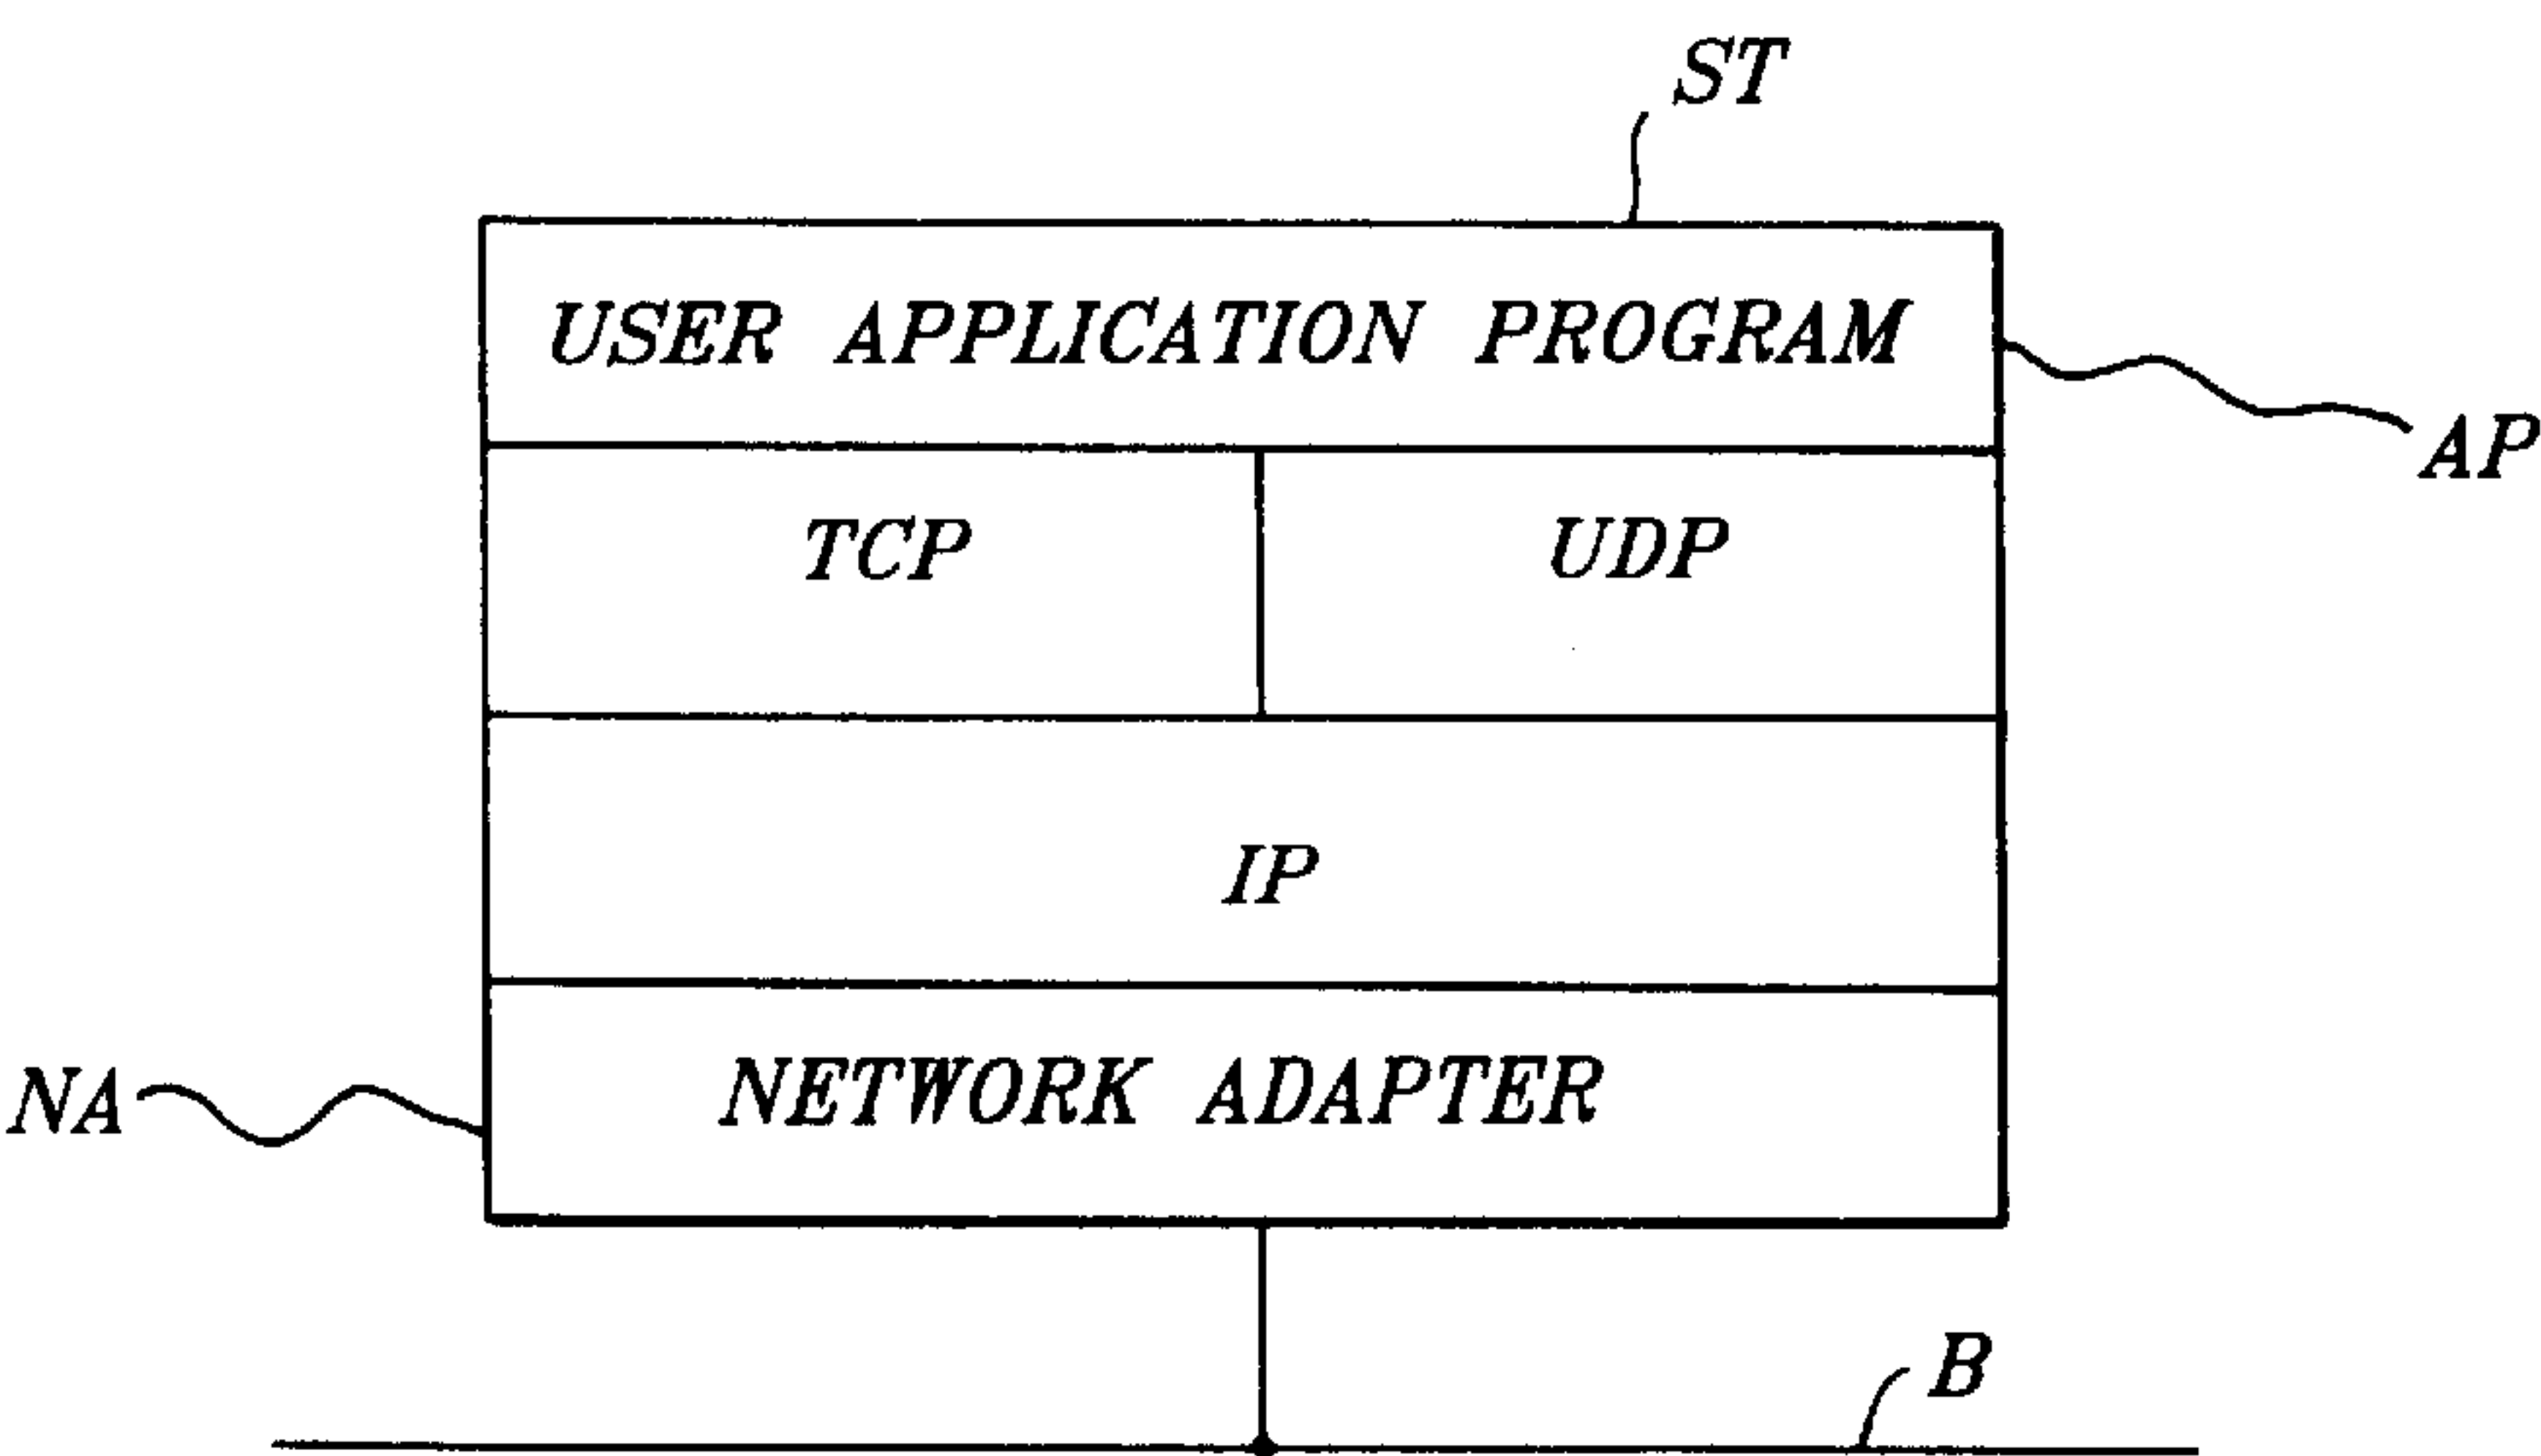 ST
USER APPLICATION PROGRAM
AP
TCP
UDP
IP
NETWORK ADAPTER
NA
B